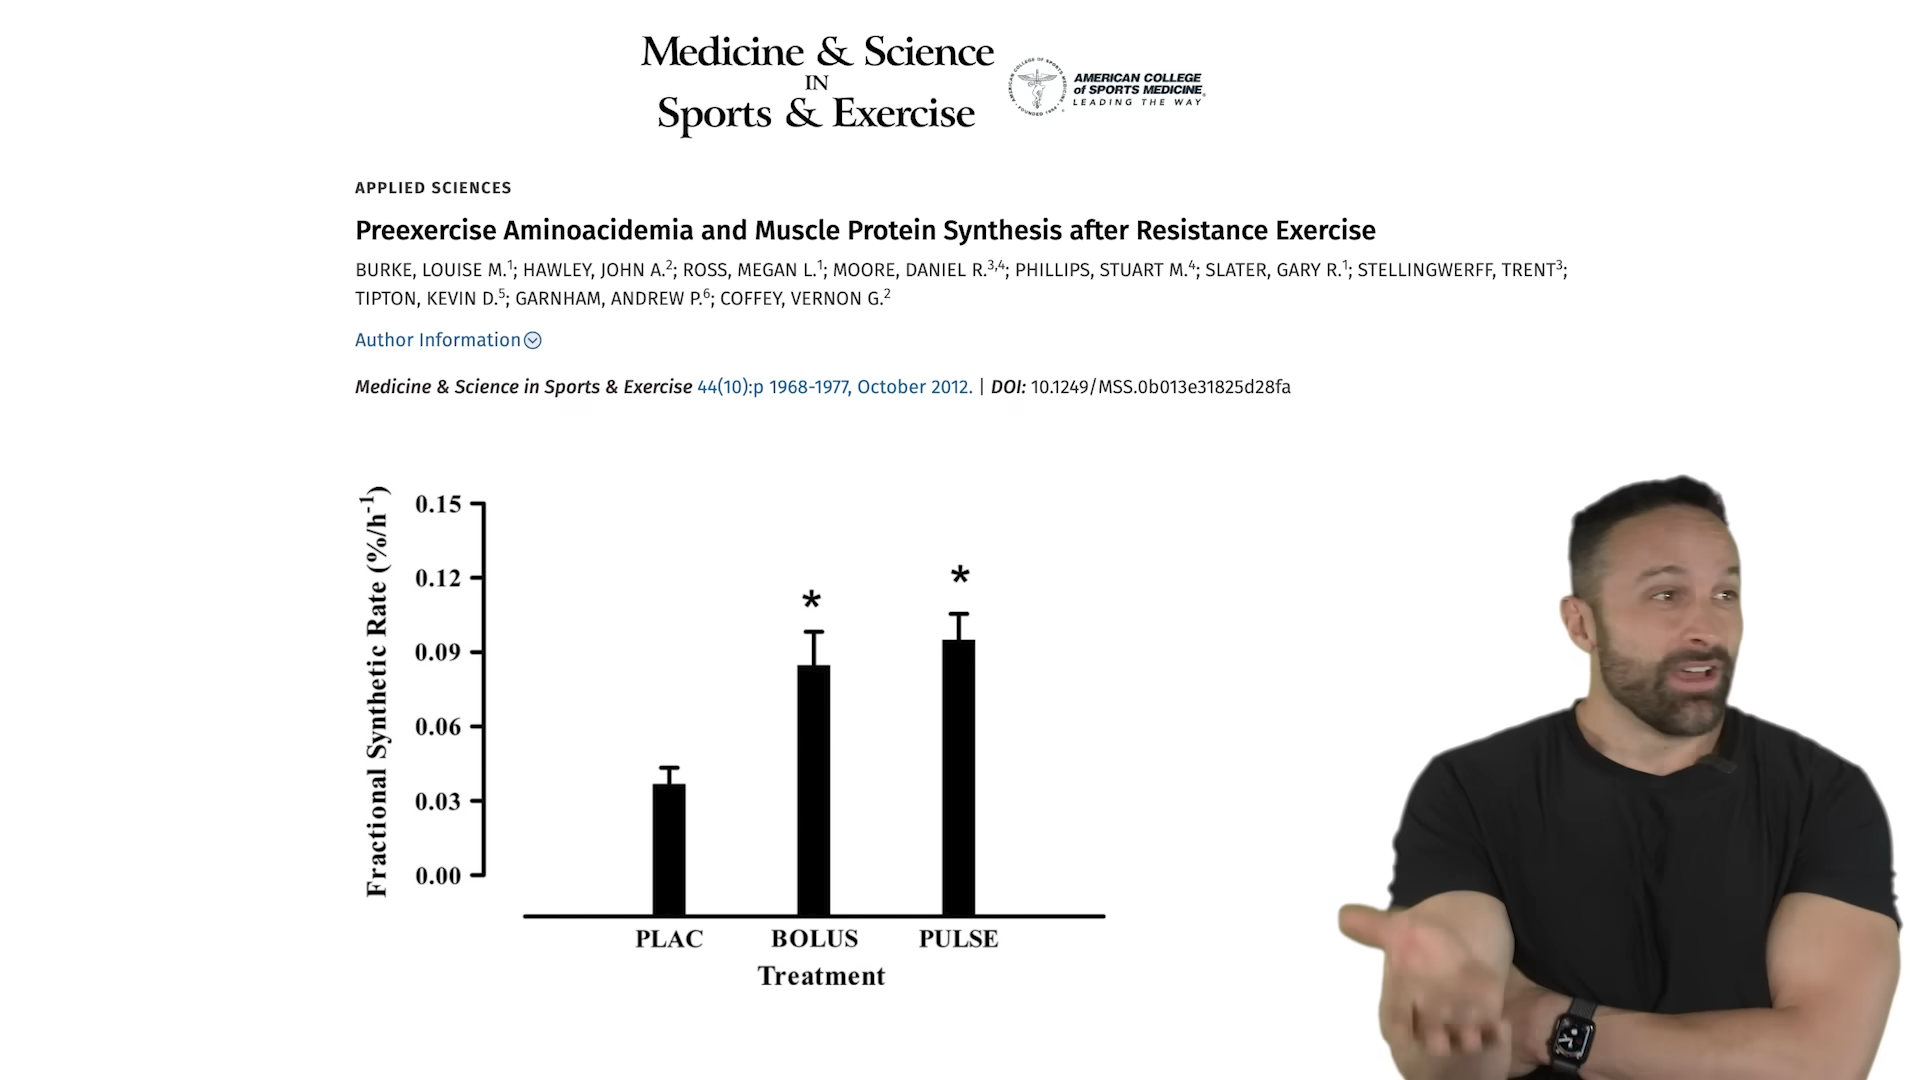 Medicine & Science
IN
Sports & Exercise
AMERICAN COLLEGE
of SPORTS MEDICINE®
LEADING THE WAY
APPLIED SCIENCES
Preexercise Aminoacidemia and Muscle Protein Synthesis after Resistance Exercise
BURKE, LOUISE M.1; HAWLEY, JOHN A.2; ROSS, MEGAN L.1; MOORE, DANIEL R.3,4; PHILLIPS, STUART M.4; SLATER, GARY R.1; STELLINGWERFF, TRENT3;
TIPTON, KEVIN D.5; GARNHAM, ANDREW P.6; COFFEY, VERNON G.2
Author Information
Medicine & Science in Sports & Exercise 44(10):p 1968-1977, October 2012. | DOI: 10.1249/MSS.0b013e31825d28fa
Fractional Synthetic Rate (%/h-1)
0.15
0.12
0.09
0.06
0.03
0.00
* *
PLAC BOLUS PULSE
Treatment